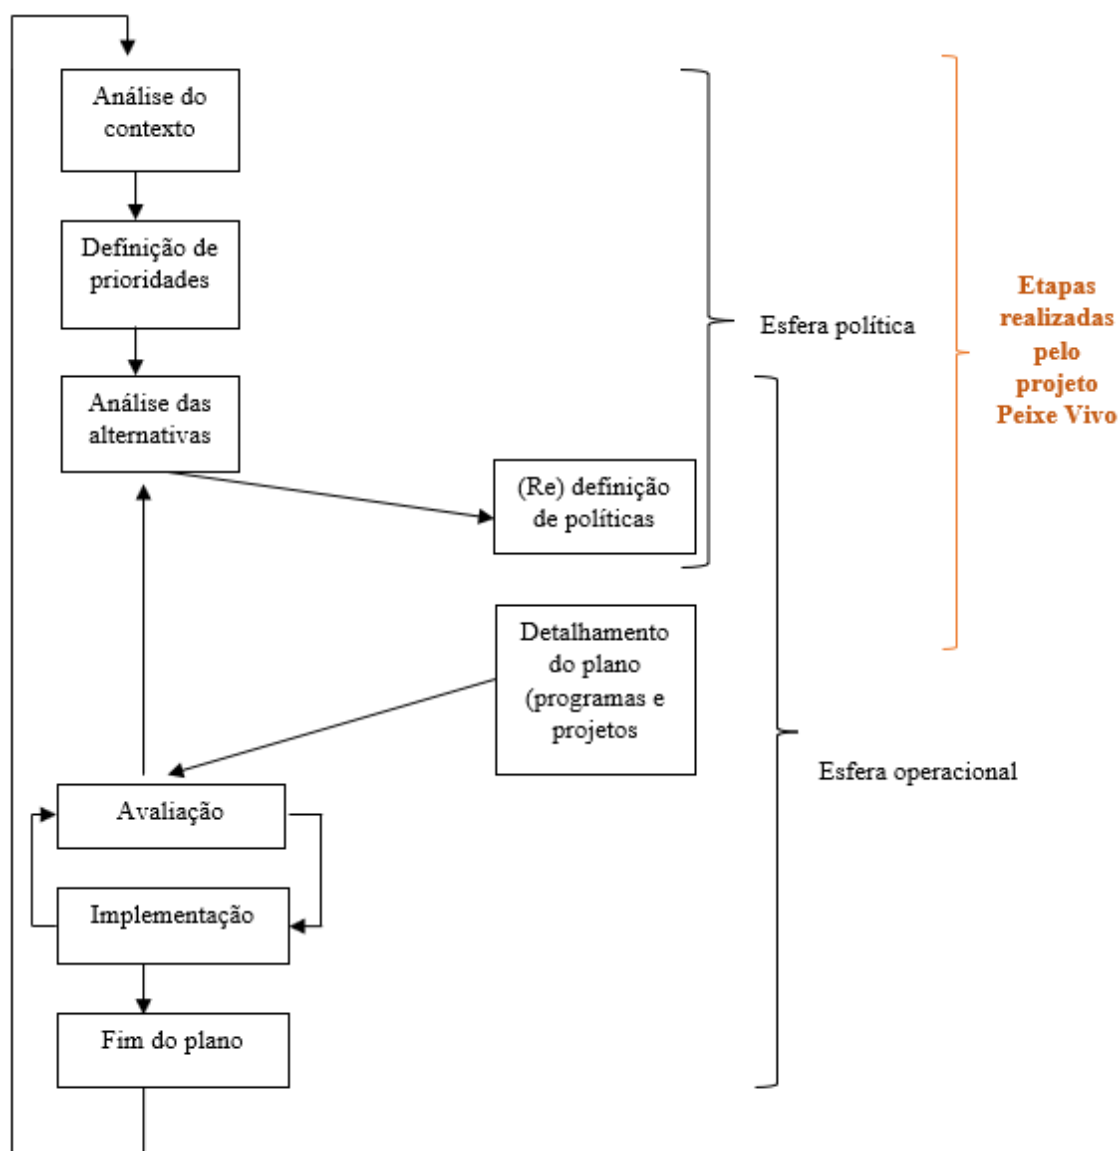 Análise do
contexto
Definição de
prioridades
Etapas
realizadas
pelo
projeto
Peixe Vivo
Esfera política
Análise das
alternativas
(Re) definição
de políticas
Detalhamento
do plano
(programas e
projetos
Esfera operacional
Avaliação
Implementação
Fim do plano